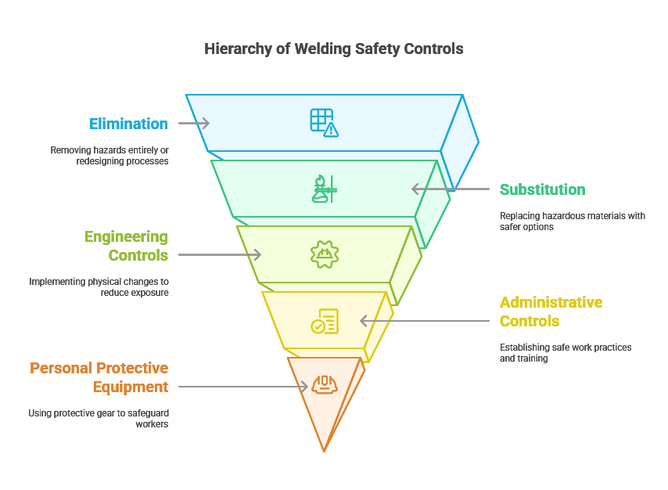 Hierarchy of Welding Safety Controls
Elimination
Removing hazards entirely or
redesigning processes
Substitution
Replacing hazardous materials with
safer options
Engineering
Controls
Implementing physical changes to
reduce exposure
Administrative
Controls
Establishing safe work practices
and training
Personal Protective
Equipment
Using protective gear to safeguard
workers